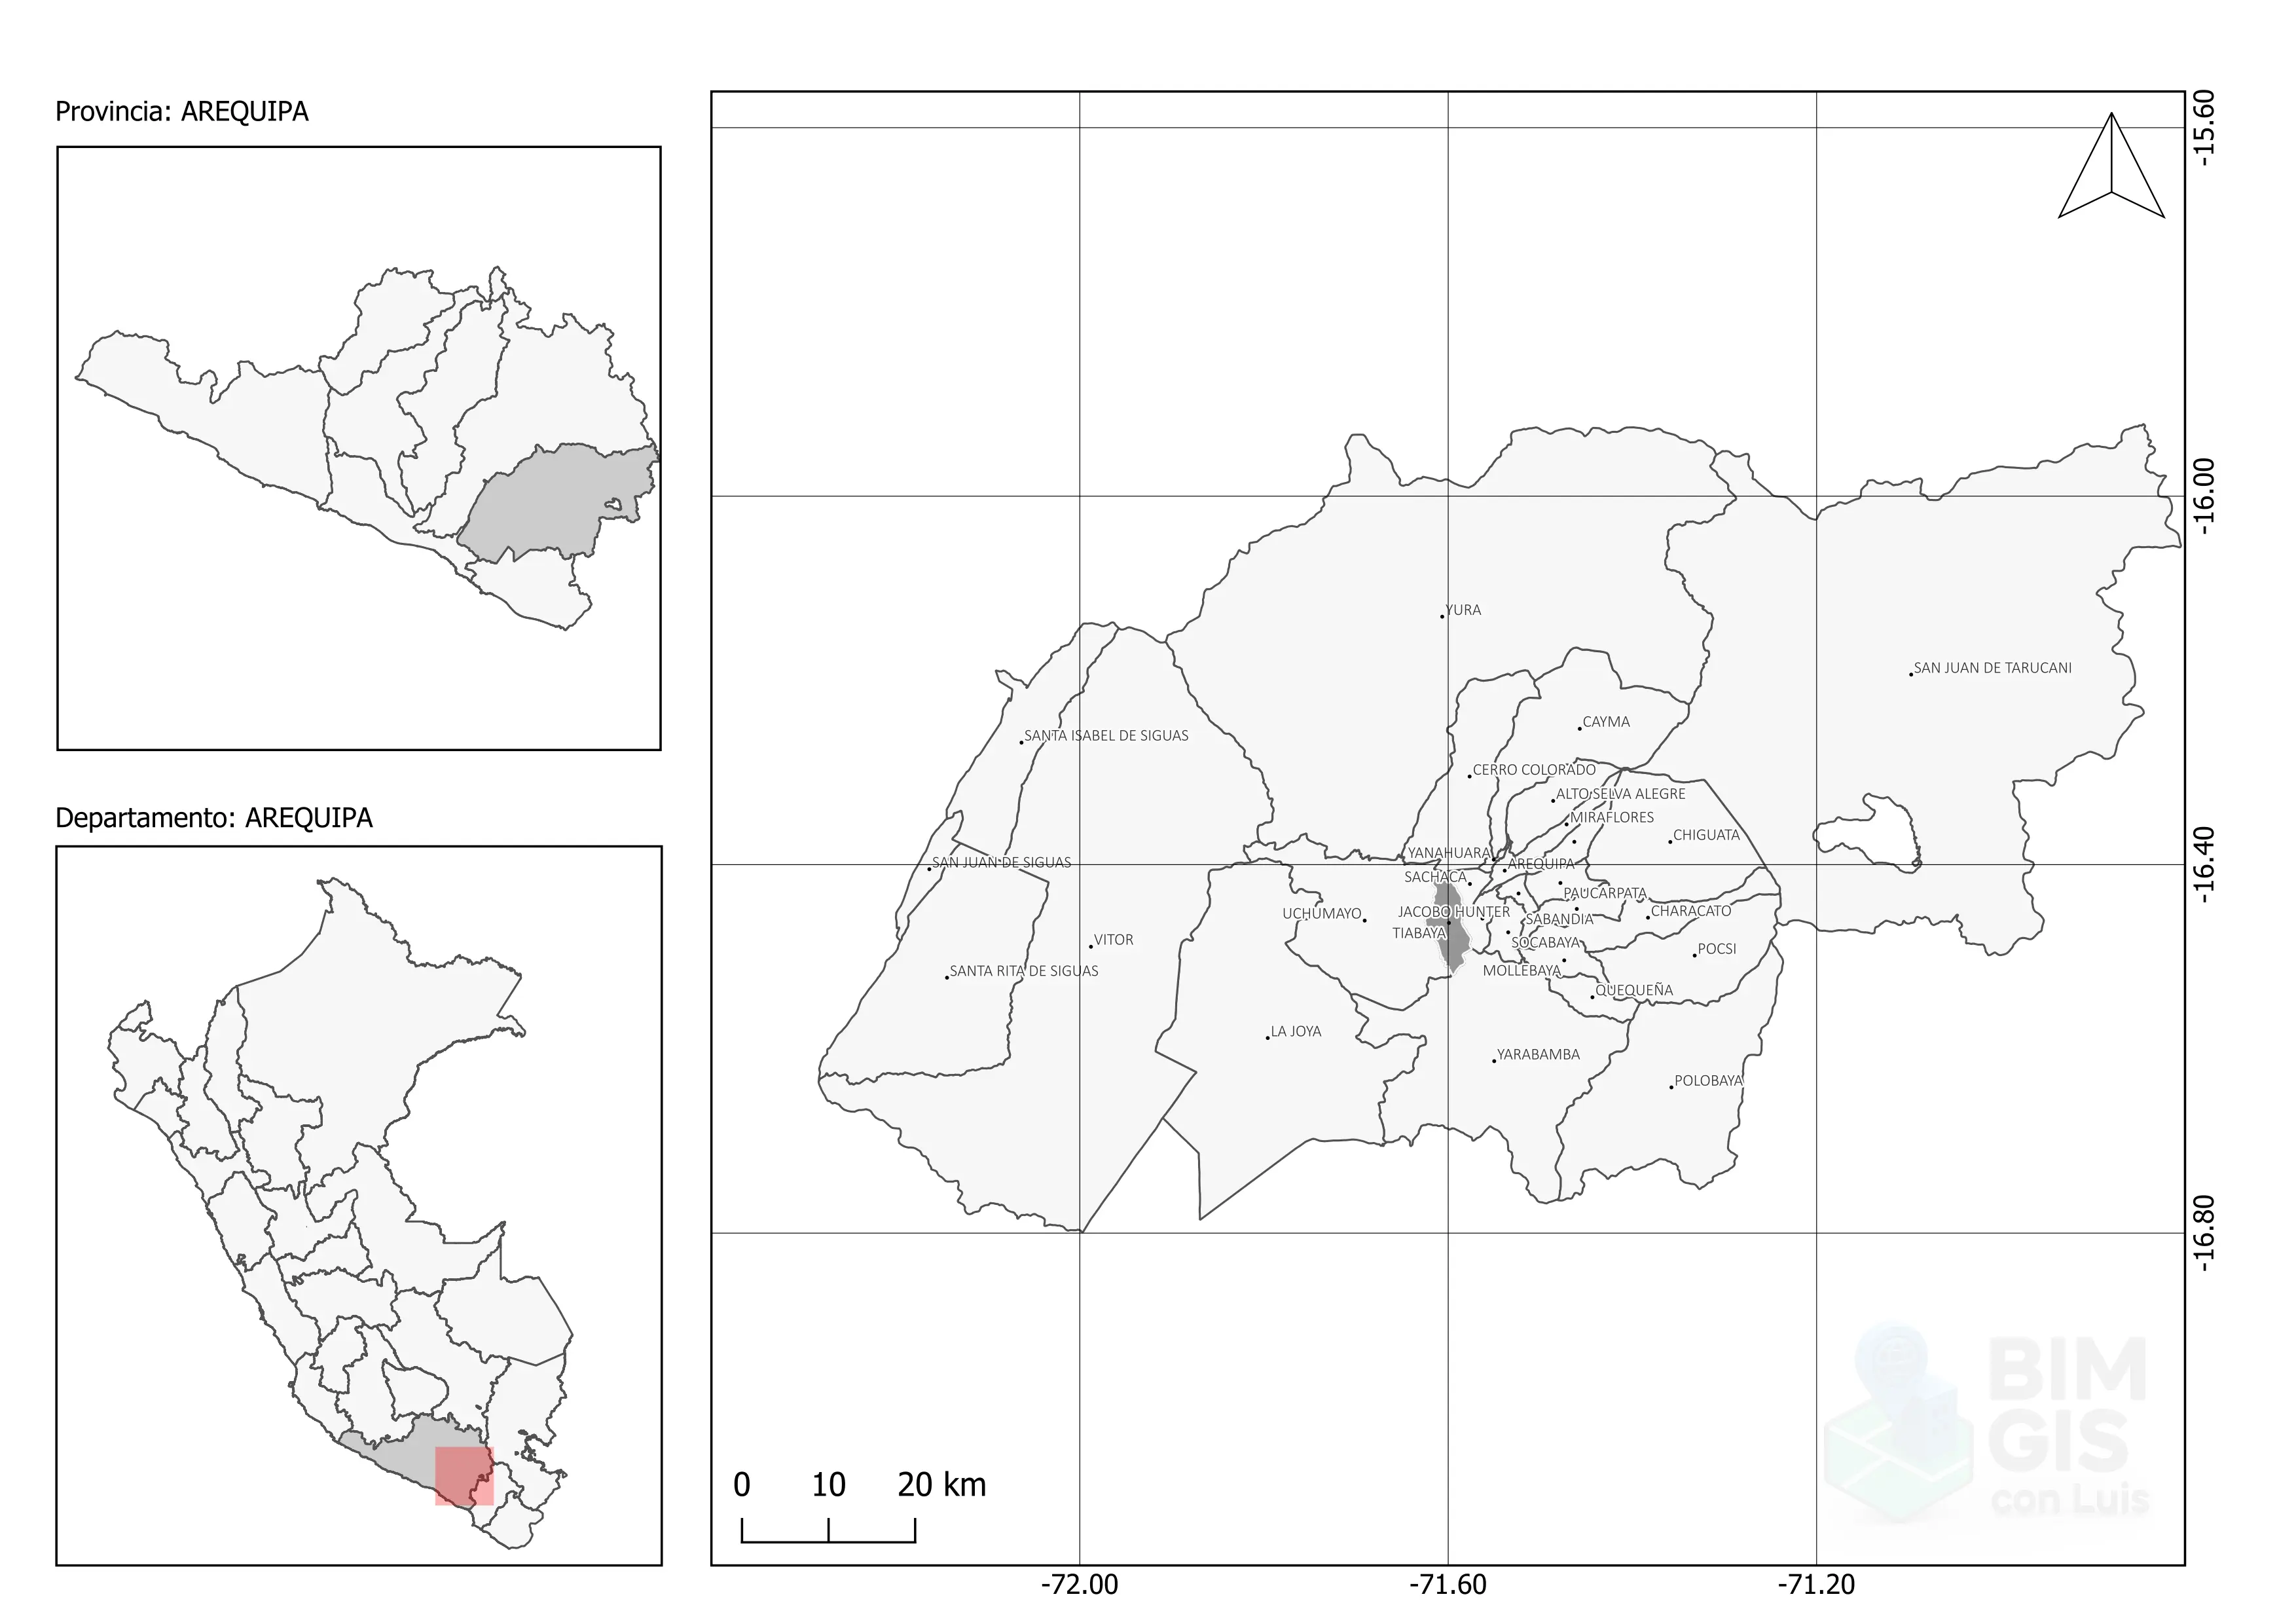 Provincia: AREQUIPA
Departamento: AREQUIPA
-15.60
-16.00
-16.40
-16.80
YURA
SAN JUAN DE TARUCANI
CAYMA
SANTA ISABEL DE SIGUAS
CERRO COLORADO
ALTO SELVA ALEGRE
MIRAFLORES
CHIGUATA
YANAHUARA
SAN JUAN DE SIGUAS
AREQUIPA
SACHACA
PAUCARPATA
UCHUMAYO
JACOBO HUNTER
CHARACATO
SABANDIA
TIABAYA
VITOR
SOCABAYA
POCSI
SANTA RITA DE SIGUAS
MOLLEBAYA
QUEQUEÑA
LA JOYA
YARABAMBA
POLOBAYA
BIM
GIS
con Luis
0 10 20 km
-72.00 -71.60 -71.20